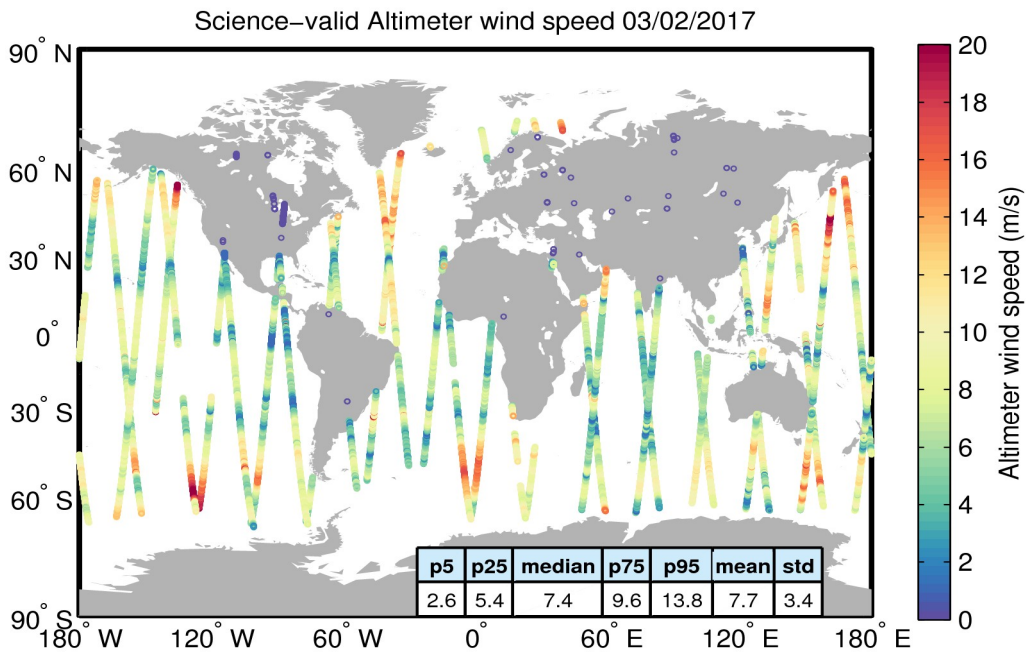 Science−valid Altimeter wind speed 03/02/2017
90° N
60° N
30° N
0°
30° S
60° S
90° S
180° W
120° W
60° W
0°
60° E
120° E
180° E
p5 p25 median p75 p95 mean std
2.6 5.4 7.4 9.6 13.8 7.7 3.4
20
18
16
14
12
10
8
6
4
2
0
Altimeter wind speed (m/s)